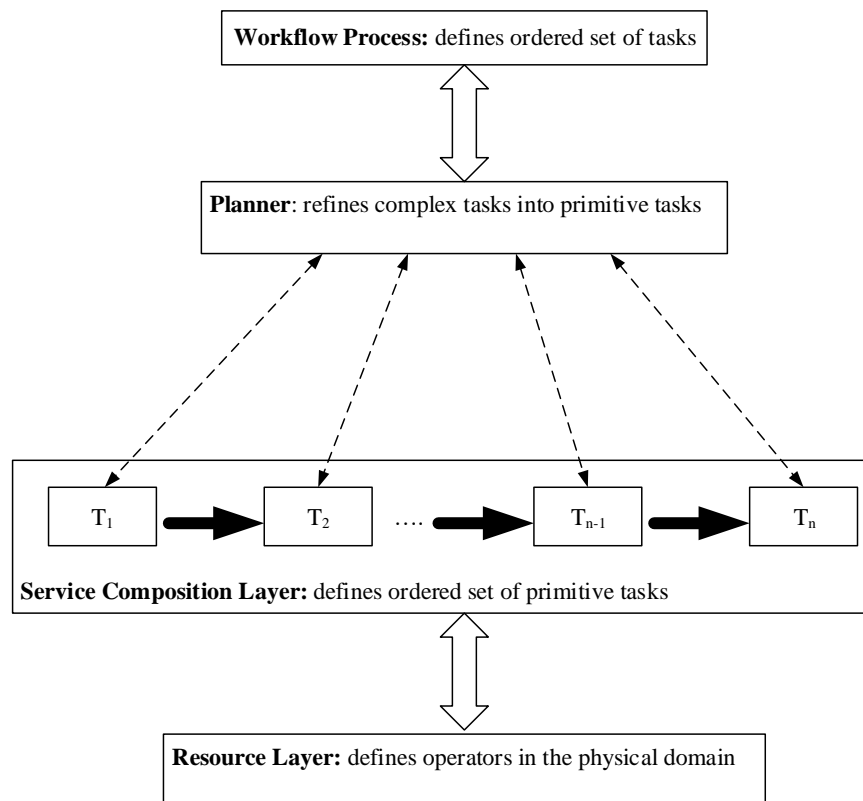 Workflow Process: defines ordered set of tasks
Planner: refines complex tasks into primitive tasks
T₁ T₂ .... Tₙ₋₁ Tₙ
Service Composition Layer: defines ordered set of primitive tasks
Resource Layer: defines operators in the physical domain